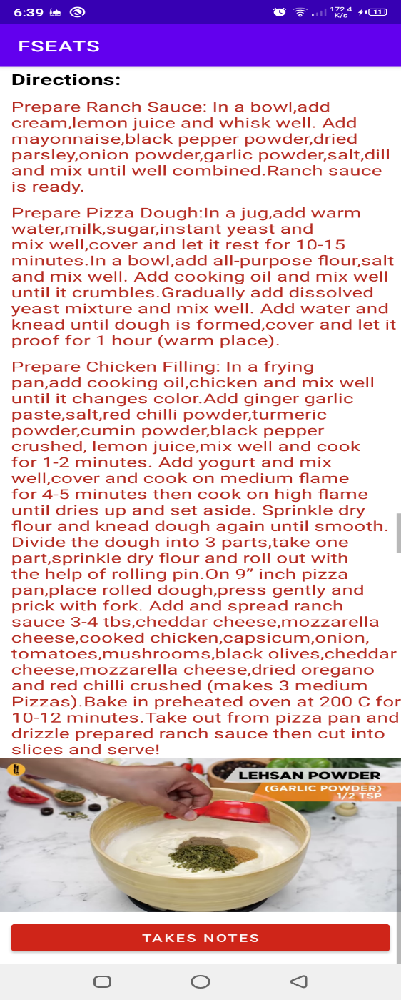 6:39
172.4
K/s
11
FSEATS
Directions:
Prepare Ranch Sauce: In a bowl,add
cream,lemon juice and whisk well. Add
mayonnaise,black pepper powder,dried
parsley,onion powder,garlic powder,salt,dill
and mix until well combined.Ranch sauce
is ready.
Prepare Pizza Dough:In a jug,add warm
water,milk,sugar,instant yeast and
mix well,cover and let it rest for 10-15
minutes.In a bowl,add all-purpose flour,salt
and mix well. Add cooking oil and mix well
until it crumbles.Gradually add dissolved
yeast mixture and mix well. Add water and
knead until dough is formed,cover and let it
proof for 1 hour (warm place).
Prepare Chicken Filling: In a frying
pan,add cooking oil,chicken and mix well
until it changes color.Add ginger garlic
paste,salt,red chilli powder,turmeric
powder,cumin powder,black pepper
crushed, lemon juice,mix well and cook
for 1-2 minutes. Add yogurt and mix
well,cover and cook on medium flame
for 4-5 minutes then cook on high flame
until dries up and set aside. Sprinkle dry
flour and knead dough again until smooth.
Divide the dough into 3 parts,take one
part,sprinkle dry flour and roll out with
the help of rolling pin.On 9” inch pizza
pan,place rolled dough,press gently and
prick with fork. Add and spread ranch
sauce 3-4 tbs,cheddar cheese,mozzarella
cheese,cooked chicken,capsicum,onion,
tomatoes,mushrooms,black olives,cheddar
cheese,mozzarella cheese,dried oregano
and red chilli crushed (makes 3 medium
Pizzas).Bake in preheated oven at 200 C for
10-12 minutes.Take out from pizza pan and
drizzle prepared ranch sauce then cut into
slices and serve!
LEHSAN POWDER
(GARLIC POWDER)
1/2 TSP
TAKES NOTES